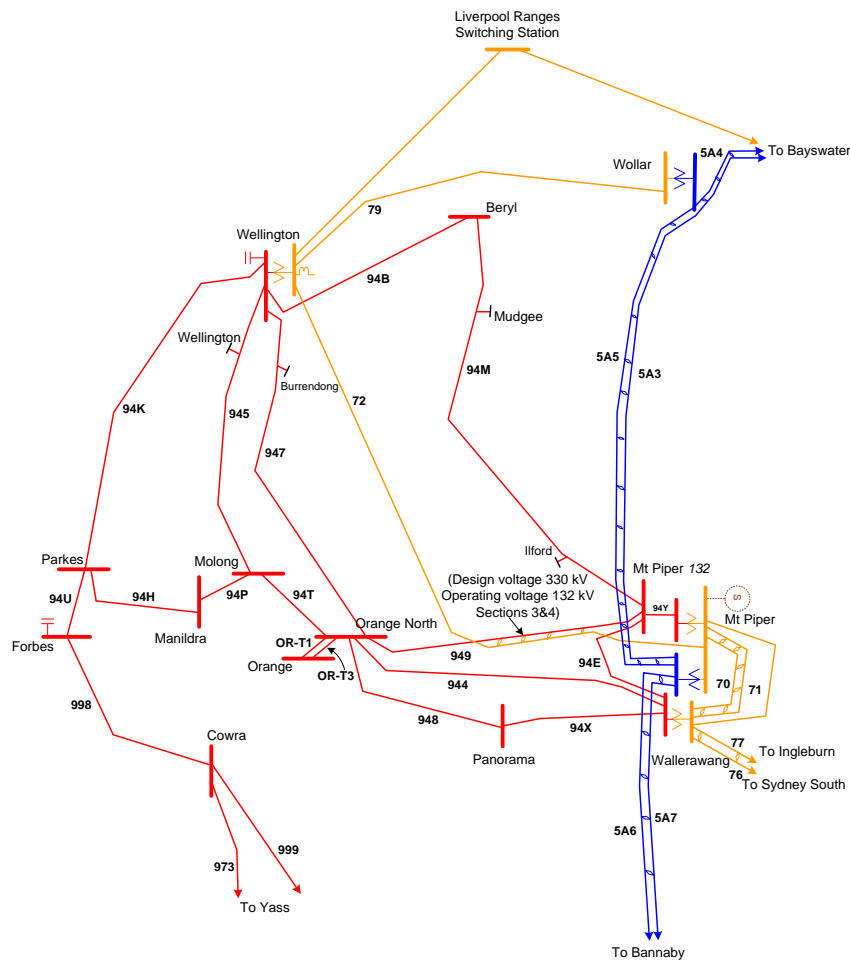 Liverpool Ranges
Switching Station
5A4
To Bayswater
Wollar
79
Beryl
Wellington
94B
Mudgee
Wellington
5A5
5A3
94M
Burrendong
72
94K
945
947
Ilford
Parkes
Molong
(Design voltage 330 kV
Operating voltage 132 kV
Sections 3&4)
Mt Piper 132
S
94U
94H
94P
94T
94Y
Mt Piper
Forbes
Manildra
OR-T1
Orange North
Orange
OR-T3
949
94E
944
70
71
998
948
94X
Panorama
Wallerawang
77
To Ingleburn
76
To Sydney South
Cowra
5A6
5A7
973
999
To Yass
To Bannaby